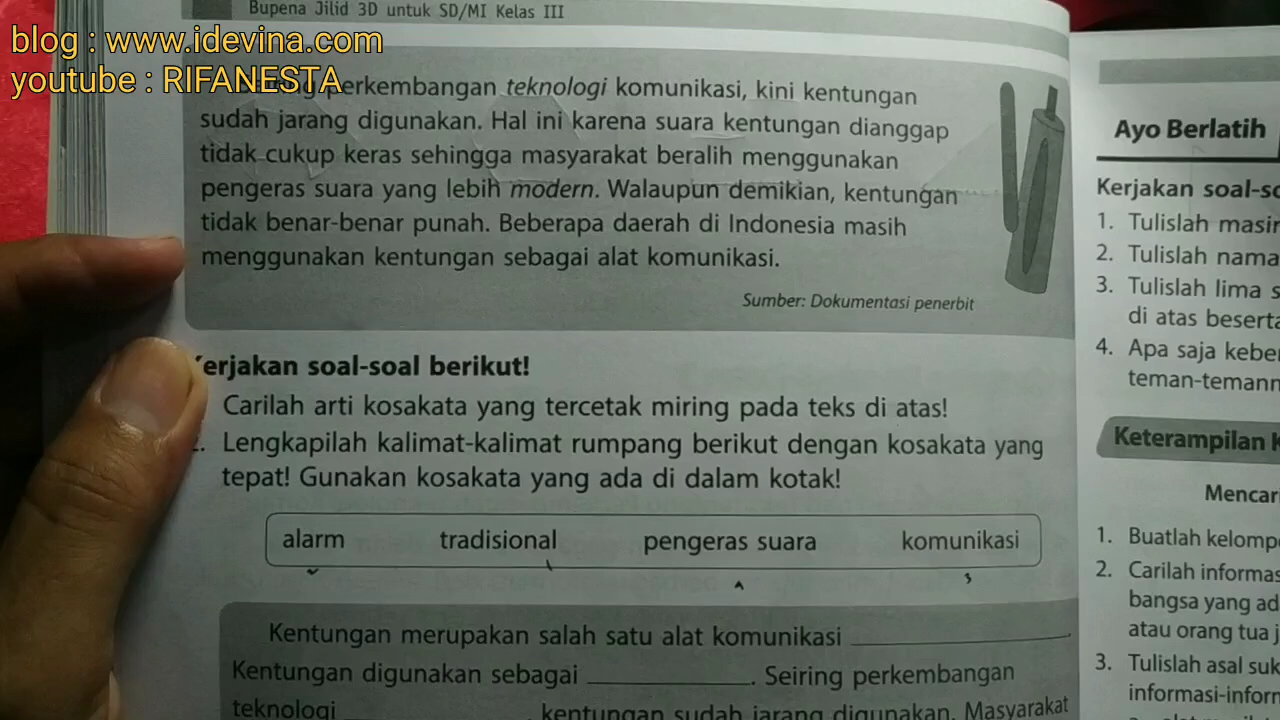 Bupena Jilid 3D untuk SD/MI Kelas III
blog : www.idevina.com
youtube : RIFANESTA
perkembangan teknologi komunikasi, kini kentungan
sudah jarang digunakan. Hal ini karena suara kentungan dianggap
tidak cukup keras sehingga masyarakat beralih menggunakan
pengeras suara yang lebih modern. Walaupun demikian, kentungan
tidak benar-benar punah. Beberapa daerah di Indonesia masih
menggunakan kentungan sebagai alat komunikasi.
Sumber: Dokumentasi penerbit
erjakan soal-soal berikut!
Carilah arti kosakata yang tercetak miring pada teks di atas!
Lengkapilah kalimat-kalimat rumpang berikut dengan kosakata yang
tepat! Gunakan kosakata yang ada di dalam kotak!
alarm tradisional pengeras suara komunikasi
Kentungan merupakan salah satu alat komunikasi
Kentungan digunakan sebagai ____________. Seiring perkembangan
teknologi ____________, kentungan sudah jarang digunakan. Masyarakat
Ayo Berlatih
Kerjakan soal-so
1. Tulislah masin
2. Tulislah nama
3. Tulislah lima s
di atas beserta
4. Apa saja kebe
teman-temann
Keterampilan K
Mencar
1. Buatlah kelomp
2. Carilah informas
bangsa yang ad
atau orang tua j
3. Tulislah asal suk
informasi-inforn